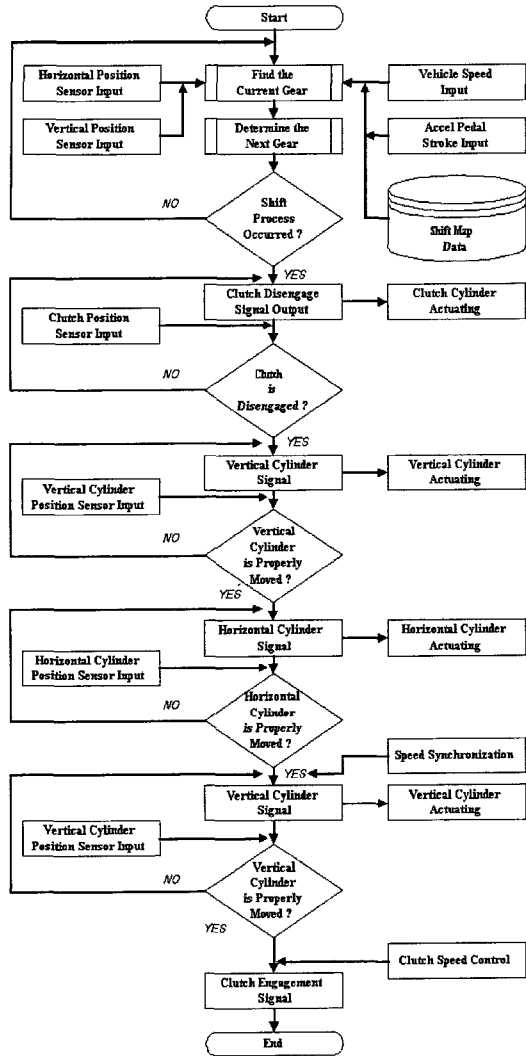 Start
Horizontal Position
Sensor Input
Find the
Current Gear
Vehicle Speed
Input
Vertical Position
Sensor Input
Determine the
Next Gear
Accel Pedal
Stroke Input
NO
Shift
Process
Occurred ?
Shift Map
Data
YES
Clutch Disengage
Signal Output
Clutch Cylinder
Actuating
Clutch Position
Sensor Input
NO
Clutch
is
Disengaged ?
YES
Vertical Cylinder
Signal
Vertical Cylinder
Actuating
Vertical Cylinder
Position Sensor Input
NO
Vertical
Cylinder
is Properly
Moved ?
YES
Horizontal Cylinder
Signal
Horizontal Cylinder
Actuating
Horizontal Cylinder
Position Sensor Input
NO
Horizontal
Cylinder
is Properly
Moved ?
YES
Speed Synchronization
Vertical Cylinder
Signal
Vertical Cylinder
Actuating
Vertical Cylinder
Position Sensor Input
NO
Vertical
Cylinder
is Properly
Moved ?
YES
Clutch Speed Control
Clutch Engagement
Signal
End